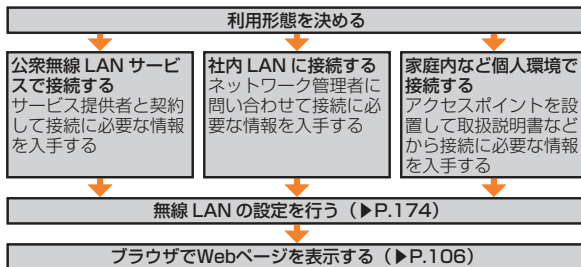 利用形態を決める
公衆無線 LAN サービ
スで接続する
サービス提供者と契約
して接続に必要な情報
を入手する
社内 LAN に接続する
ネットワーク管理者に
問い合わせて接続に必
要な情報を入手する
家庭内など個人環境で
接続する
アクセスポイントを設
置して取扱説明書など
から接続に必要な情報
を入手する
無線 LAN の設定を行う（▶P.174）
ブラウザでWebページを表示する（▶P.106）